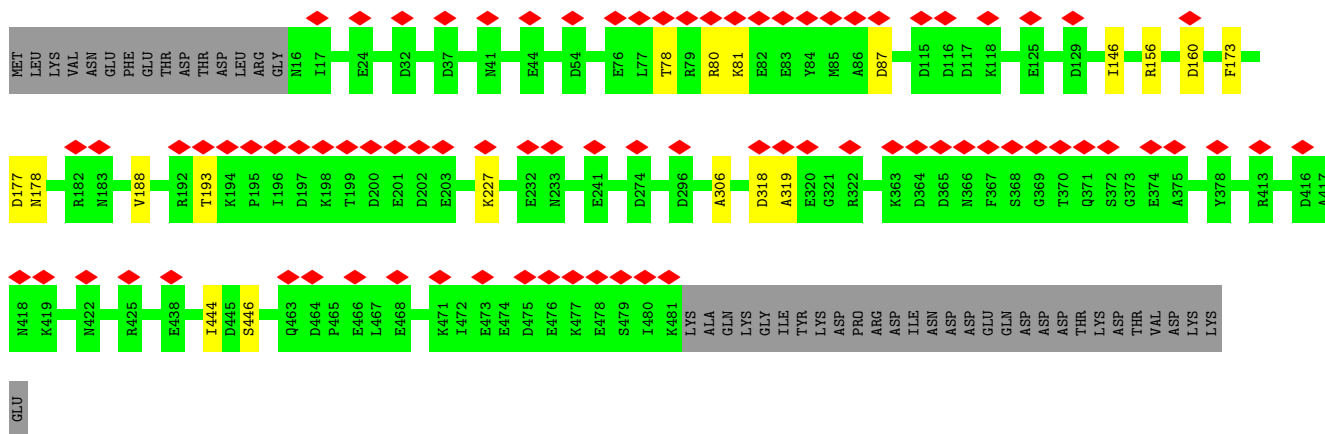 MET LEU LYS VAL ASN GLU PHE GLU THR ASP THR ASP LEU ARG GLY N16 I17 E24 D32 D37 N41 E44 D54 E76 L77 T78 R79 R80 K81 E82 E83 Y84 M85 A86 D87 D115 D116 D117 K118 E125 D129 I146 R156 D160 F173
D177 N178 R182 N183 V188 R192 T193 K194 P195 I196 D197 K198 T199 D200 E201 D202 E203 K227 E232 N233 E241 D274 D296 A306 D318 A319 E320 G321 R322 K363 D364 D365 N366 F367 S368 G369 T370 Q371 S372 G373 E374 A375 Y378 R413 D416 A417
N418 K419 N422 R425 E438 I444 D445 S446 Q463 D464 P465 E466 L467 E468 K471 I472 E473 E474 D475 E476 K477 E478 S479 I480 K481 LYS ALA GLN LYS GLY ILE TYR LYS ASP PRO ARG ASP ILE ASN ASP ASP GLU GLN ASP ASP ASP THR LYS ASP THR VAL ASP LYS LYS
GLU